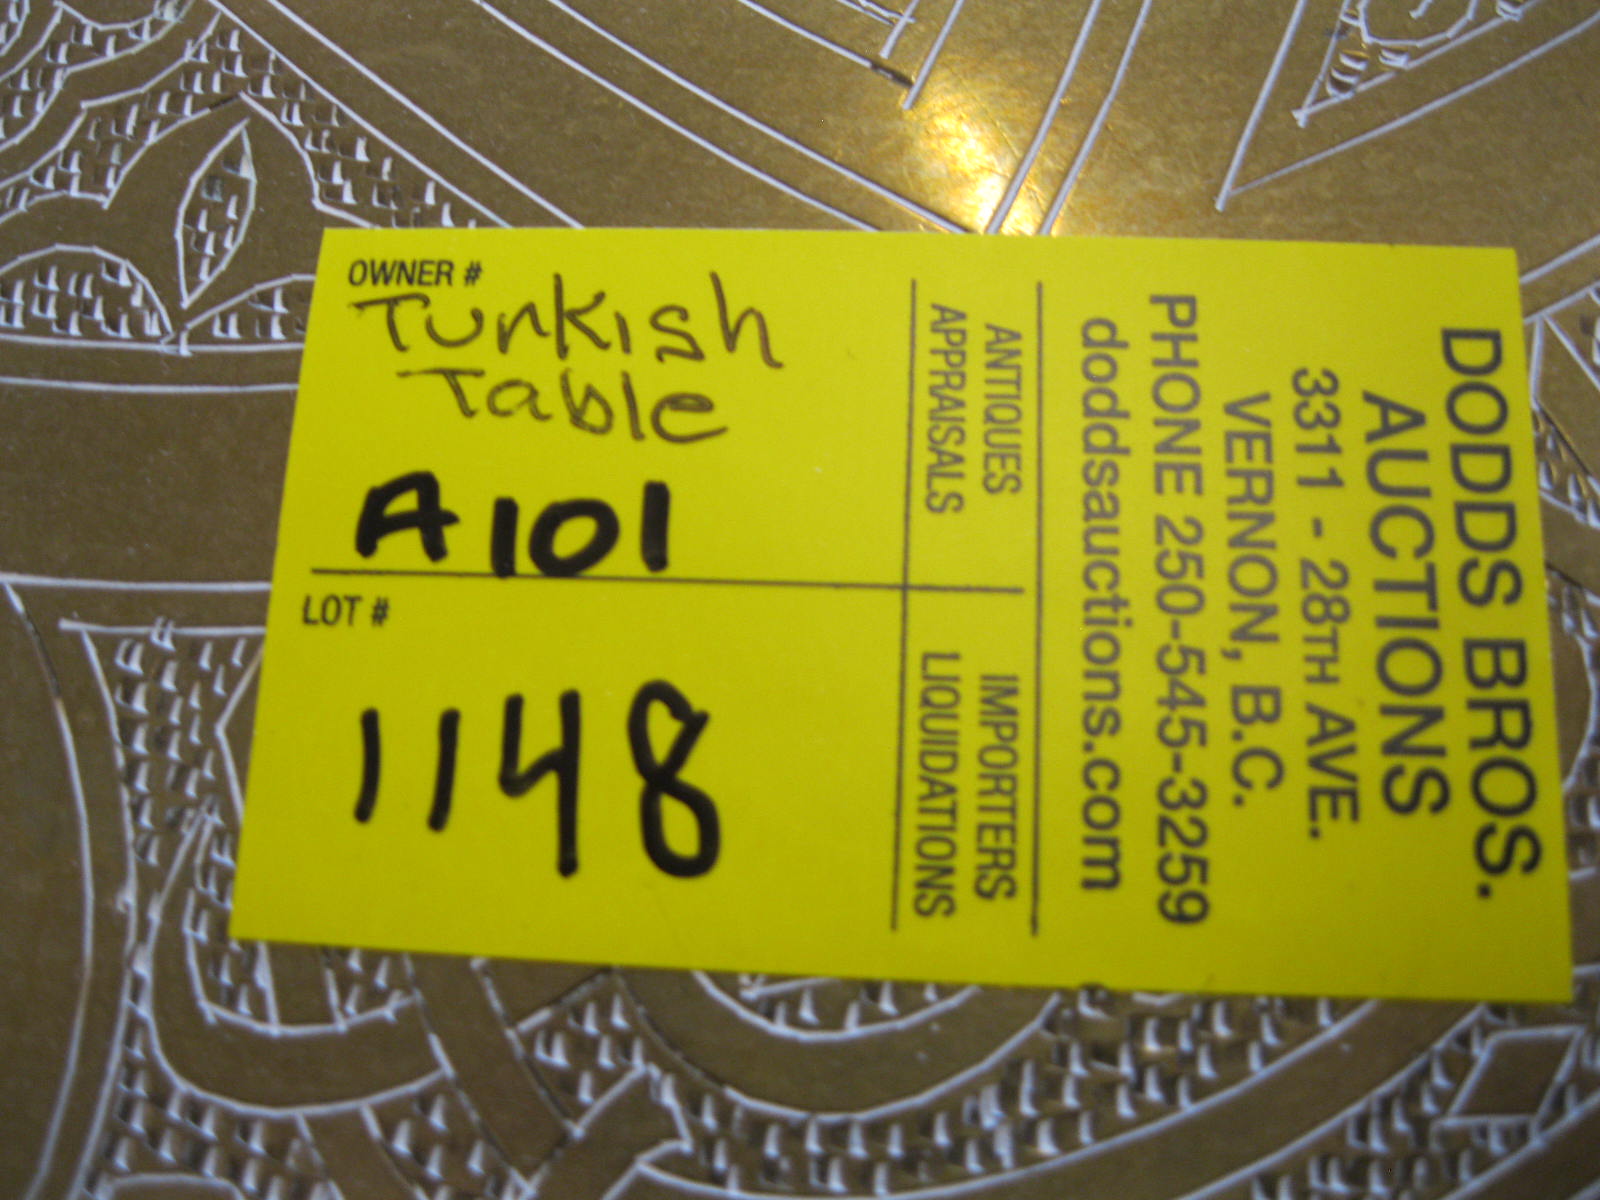 OWNER #
Turkish
Table
A101
LOT #
1148
DODDS BROS.
AUCTIONS
3311 - 28TH AVE.
VERNON, B.C.
PHONE 250-545-3259
doddsauctions.com
ANTIQUES
APPRAISALS
IMPORTERS
LIQUIDATIONS